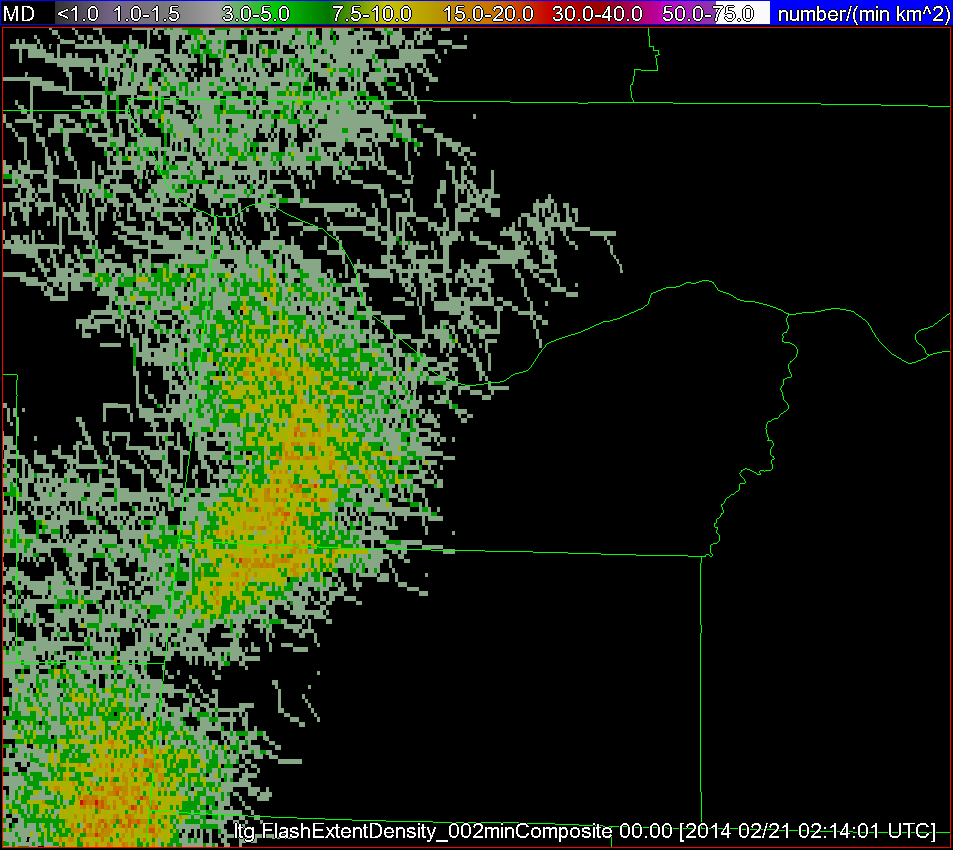 MD <1.0 1.0-1.5 3.0-5.0 7.5-10.0 15.0-20.0 30.0-40.0 50.0-75.0 number/(min km^2)
ltg FlashExtentDensity_002minComposite 00.00 [2014 02/21 02:14:01 UTC]